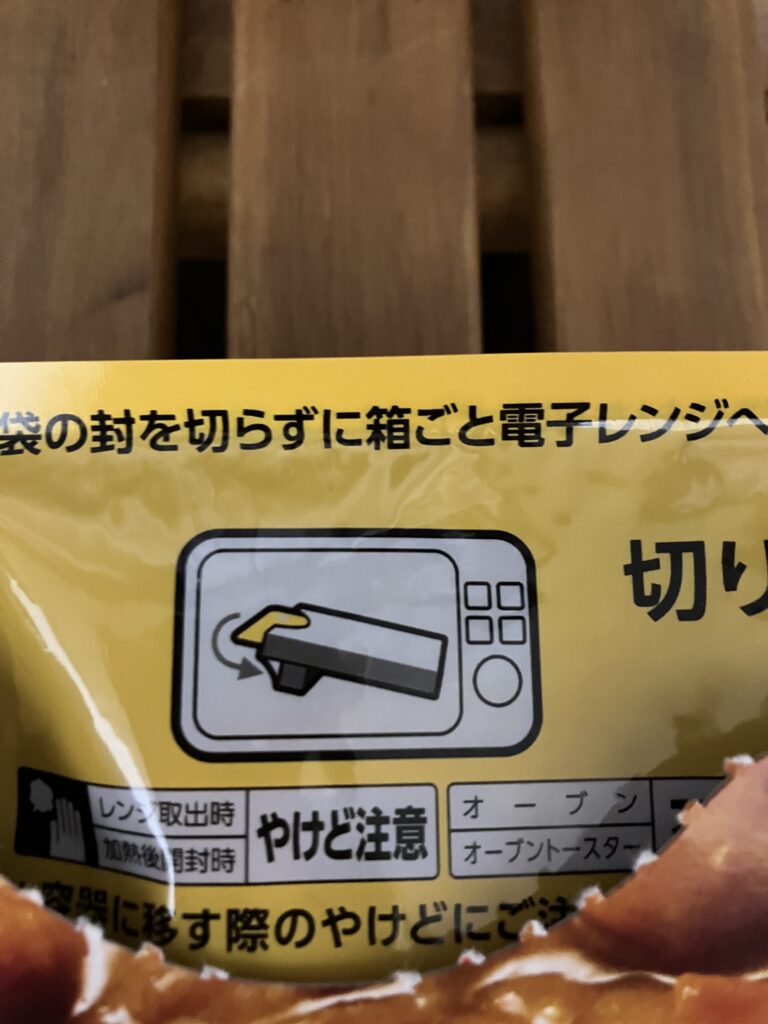 袋の封を切らずに箱ごと電子レンジへ
切り
レンジ取出時
加熱後開封時
やけど注意
オーブン
オーブントースター
容器に移す際のやけどにご注